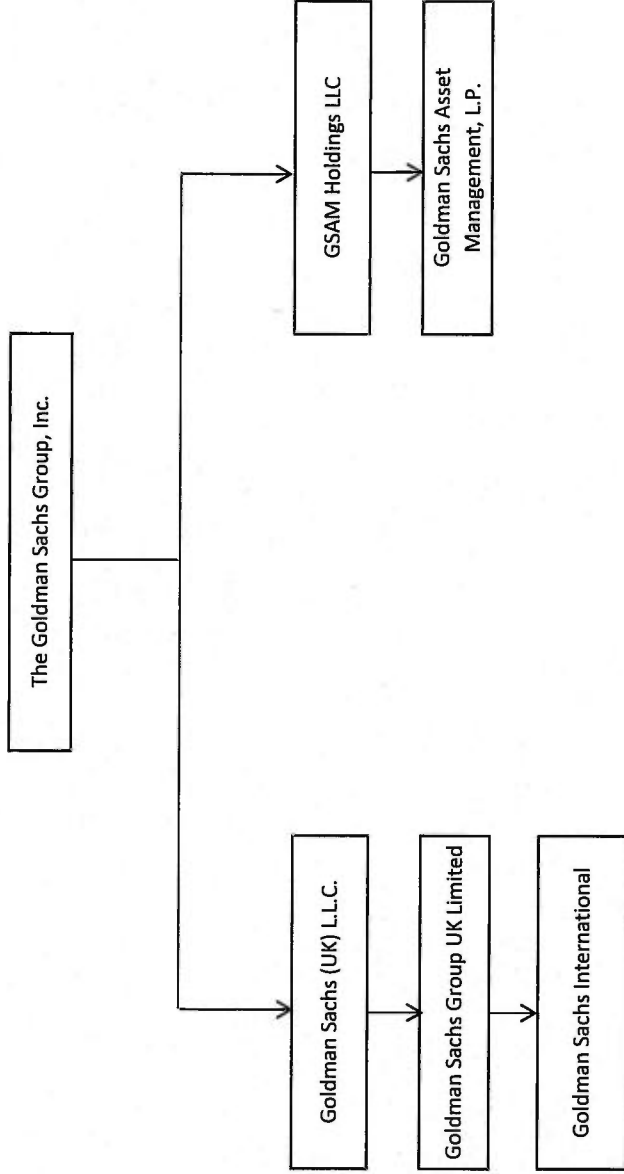 The Goldman Sachs Group, Inc.
Goldman Sachs (UK) L.L.C.
Goldman Sachs Group UK Limited
Goldman Sachs International
GSAM Holdings LLC
Goldman Sachs Asset
Management, L.P.